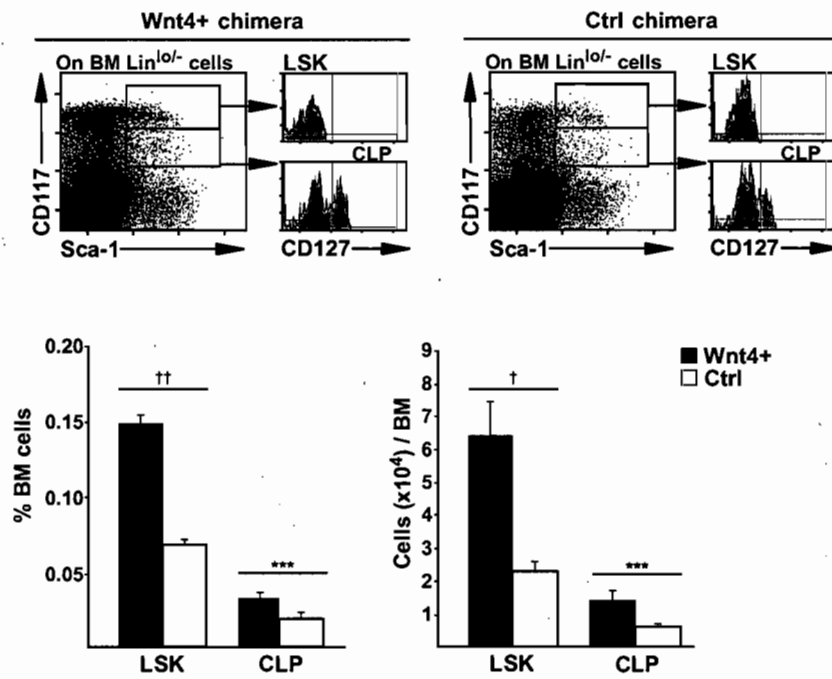 Wnt4+ chimera
Ctrl chimera
On BM Lin^lo/- cells
LSK
CD117
CLP
Sca-1
CD127
On BM Lin^lo/- cells
LSK
CD117
CLP
Sca-1
CD127
% BM cells
0.20
0.15
0.10
0.05
††
***
LSK
CLP
Cells (x10^4) / BM
9
8
7
6
5
4
3
2
1
†
***
LSK
CLP
Wnt4+
Ctrl